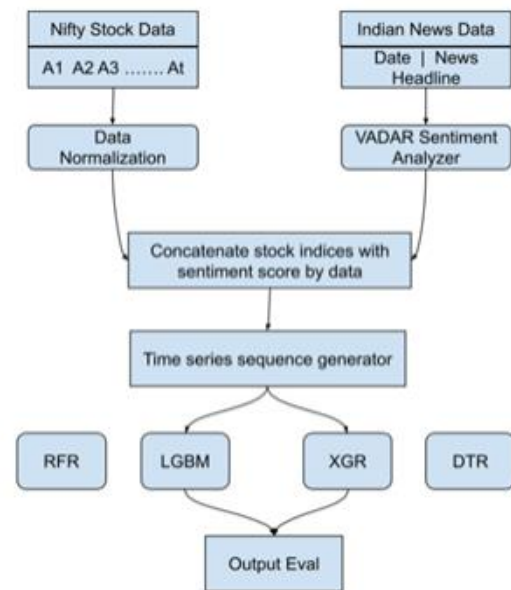 Nifty Stock Data
A1 A2 A3 ....... At
Indian News Data
Date | News
Headline
Data
Normalization
VADAR Sentiment
Analyzer
Concatenate stock indices with
sentiment score by data
Time series sequence generator
RFR
LGBM
XGR
DTR
Output Eval